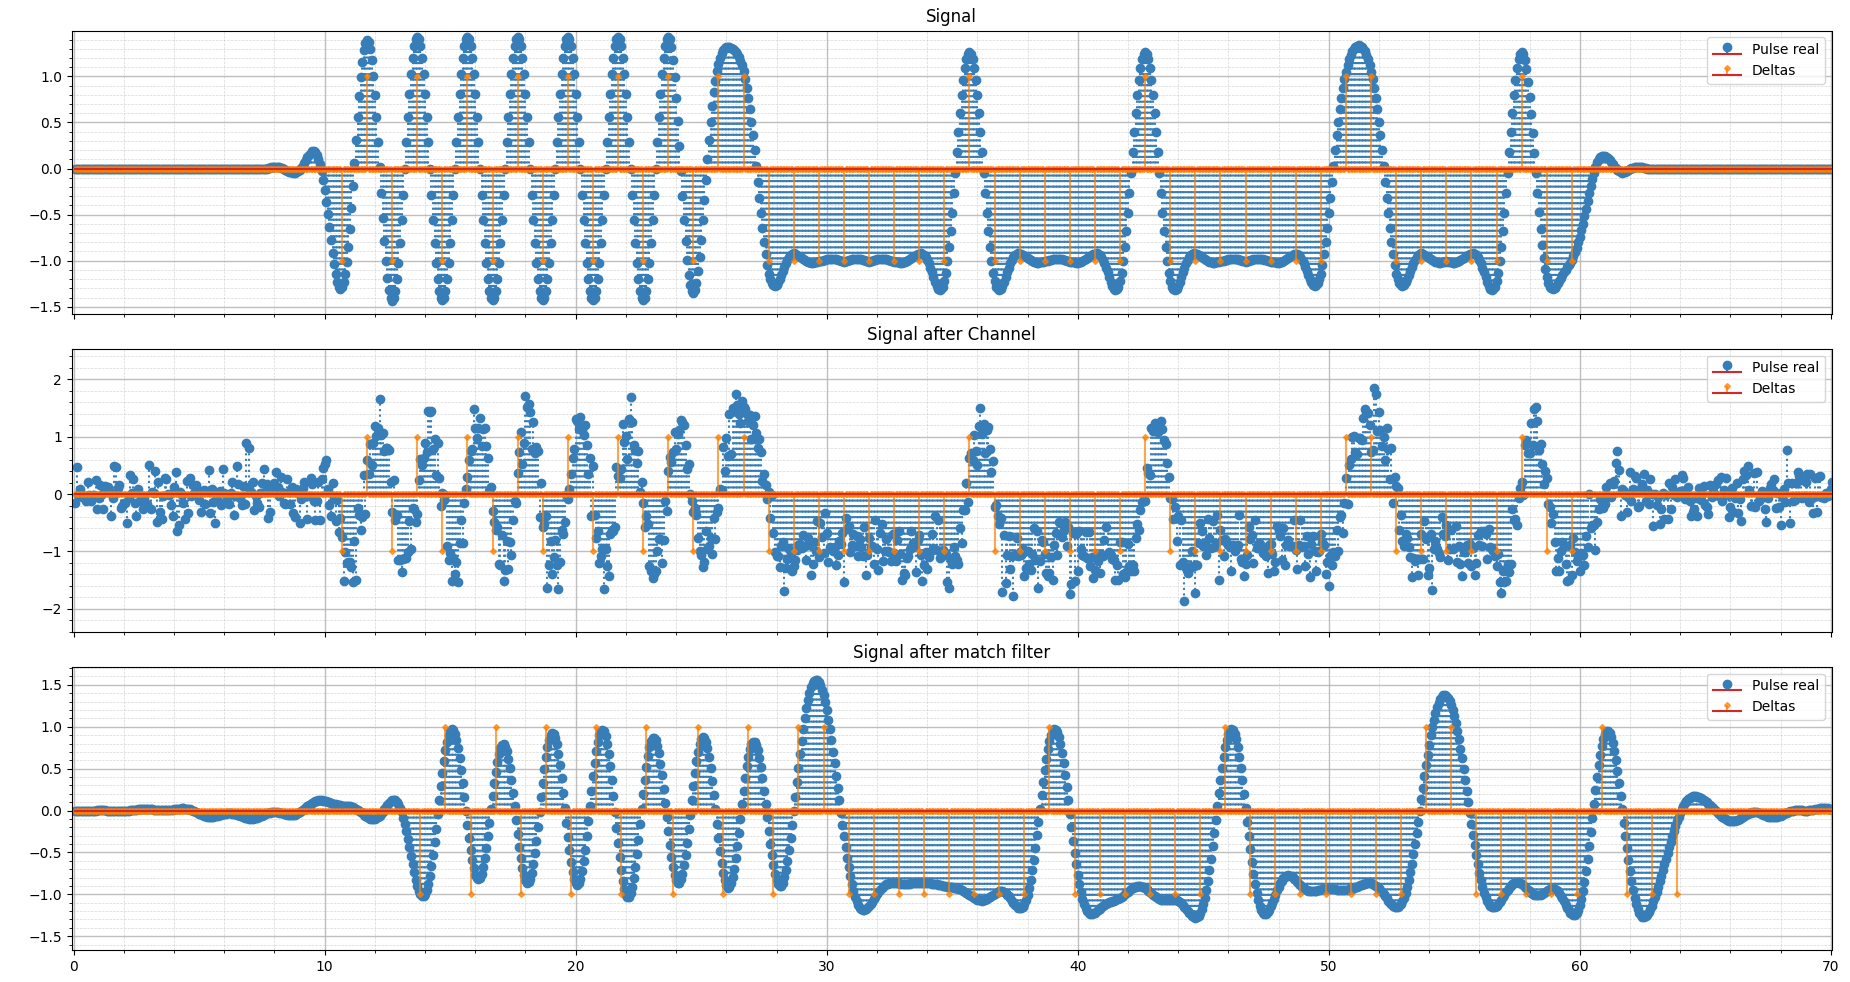 Signal
1.0
0.5
0.0
−0.5
−1.0
−1.5
Pulse real
Deltas
Signal after Channel
2
1
0
−1
−2
Pulse real
Deltas
Signal after match filter
1.5
1.0
0.5
0.0
−0.5
−1.0
−1.5
Pulse real
Deltas
0 10 20 30 40 50 60 70